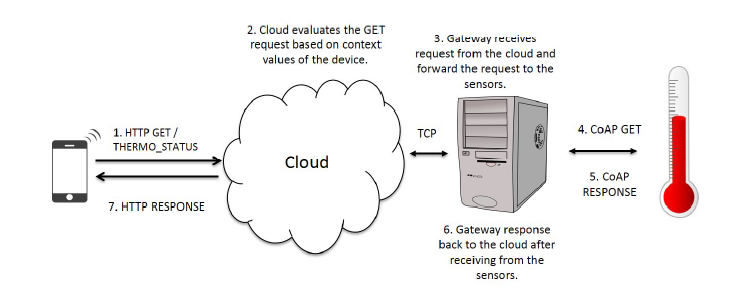 2. Cloud evaluates the GET
request based on context
values of the device.
3. Gateway receives
request from the cloud and
forward the request to the
sensors.
1. HTTP GET /
THERMO_STATUS
7. HTTP RESPONSE
Cloud
TCP
4. CoAP GET
5. CoAP
RESPONSE
6. Gateway response
back to the cloud after
receiving from the
sensors.